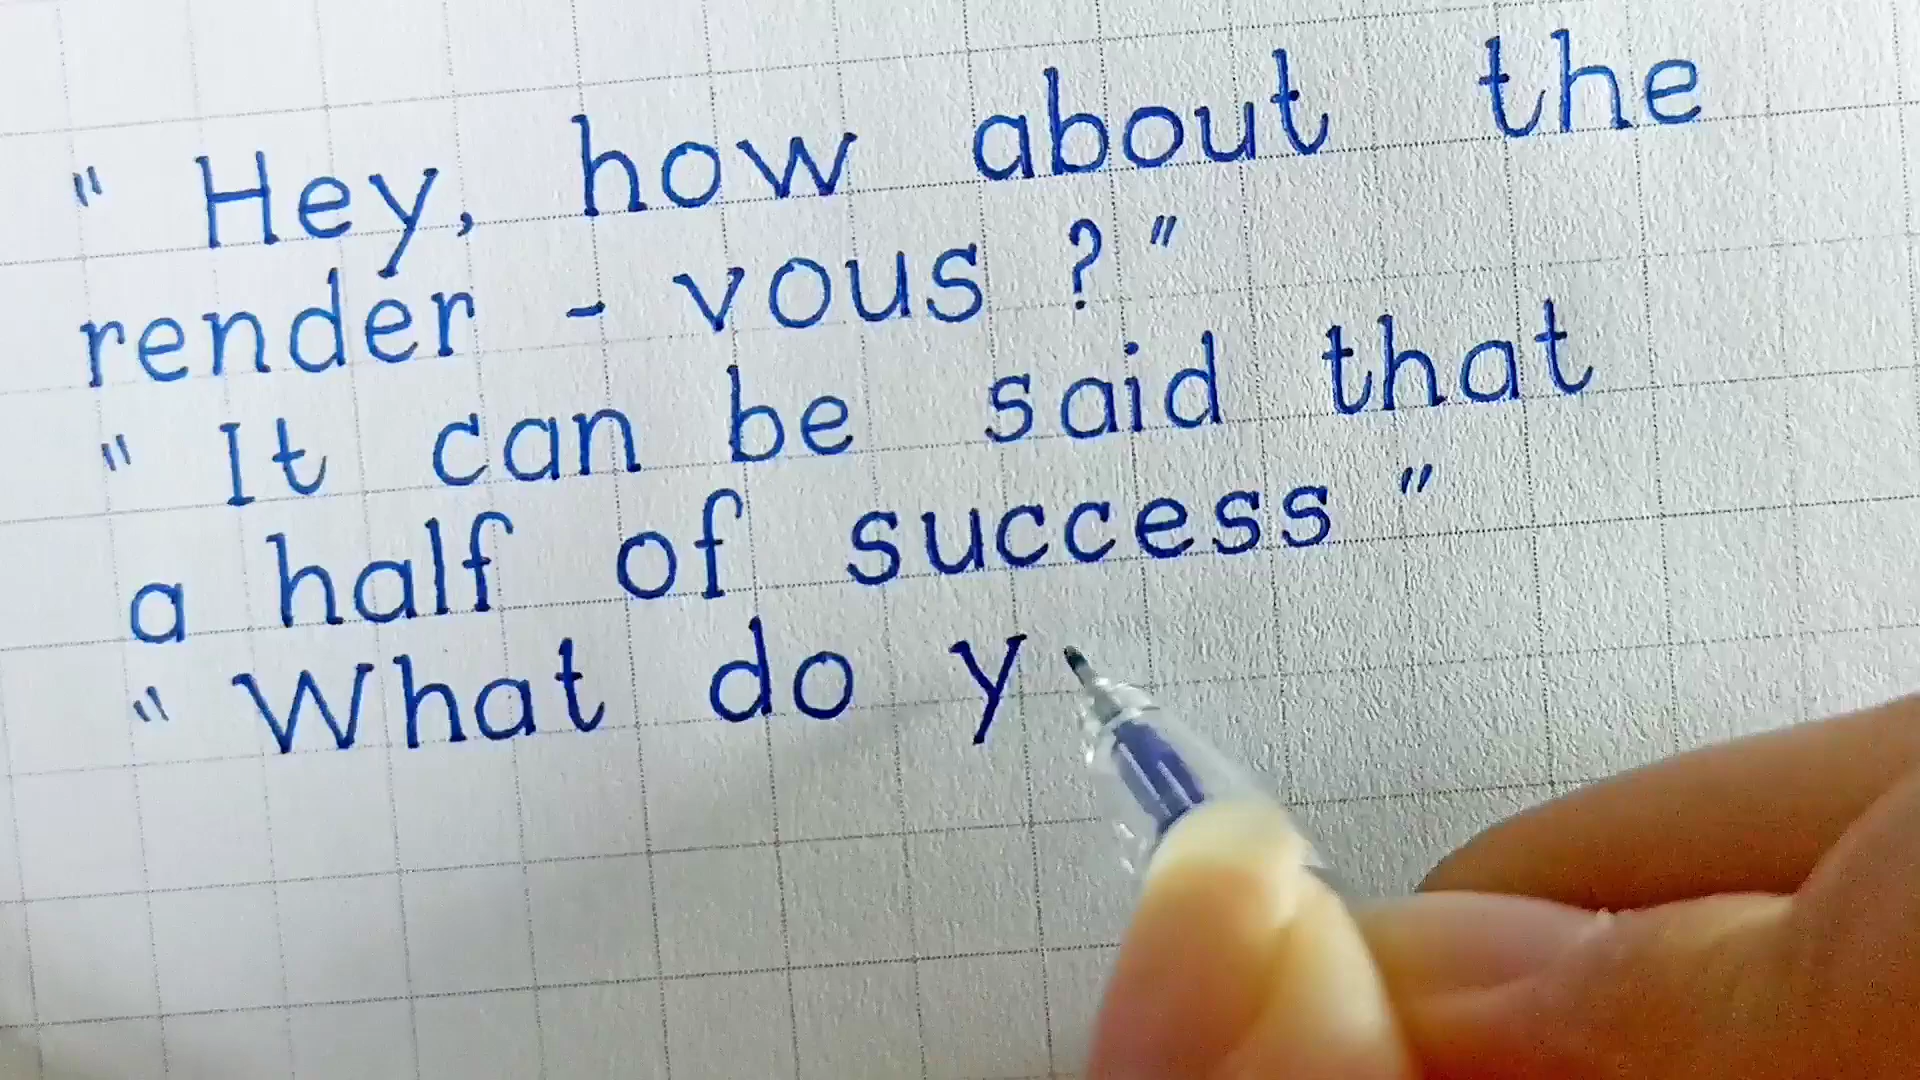 " Hey, how about the
render - vous ? "
" It can be said that
a half of success "
" What do y